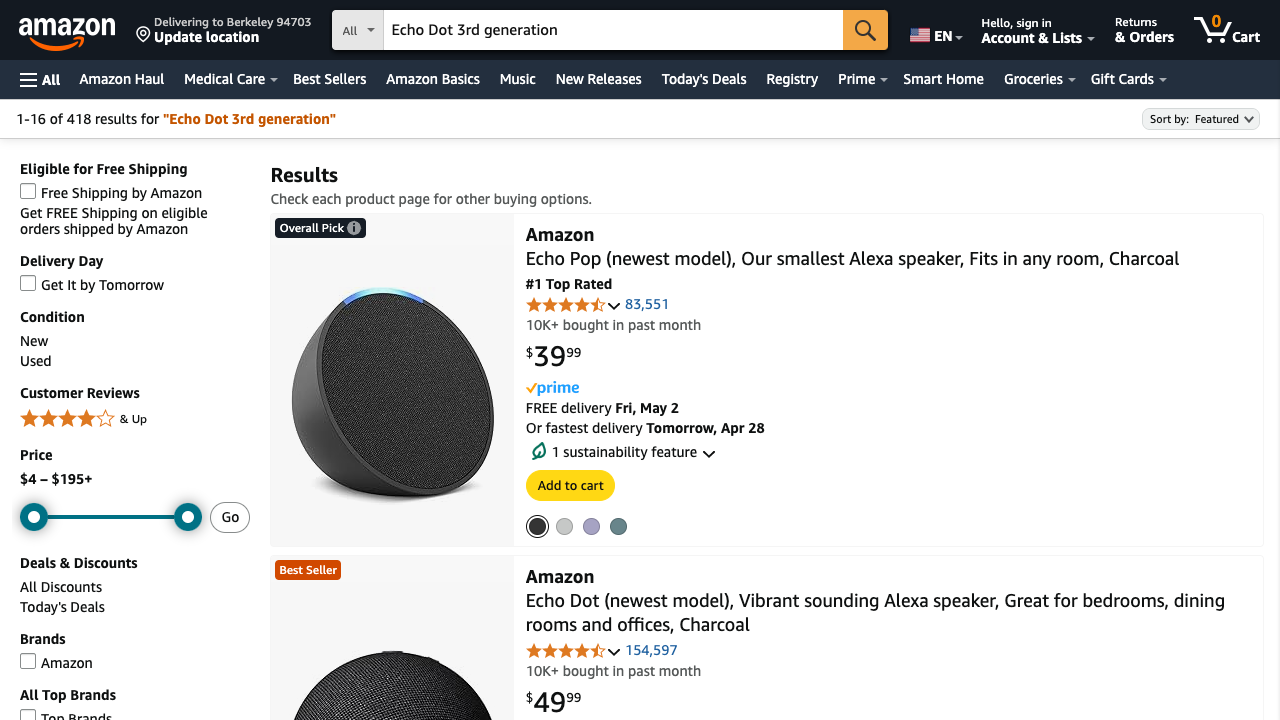 amazon
Delivering to Berkeley 94703
Update location
All
Echo Dot 3rd generation
EN
Hello, sign in
Account & Lists
Returns
& Orders
0
Cart
All
Amazon Haul
Medical Care
Best Sellers
Amazon Basics
Music
New Releases
Today's Deals
Registry
Prime
Smart Home
Groceries
Gift Cards
1-16 of 418 results for "Echo Dot 3rd generation"
Sort by: Featured
Eligible for Free Shipping
Free Shipping by Amazon
Get FREE Shipping on eligible
orders shipped by Amazon
Delivery Day
Get It by Tomorrow
Condition
New
Used
Customer Reviews
& Up
Price
$4 – $195+
Go
Deals & Discounts
All Discounts
Today's Deals
Brands
Amazon
All Top Brands
Top Brands
Results
Check each product page for other buying options.
Overall Pick
Amazon
Echo Pop (newest model), Our smallest Alexa speaker, Fits in any room, Charcoal
#1 Top Rated
83,551
10K+ bought in past month
$39.99
prime
FREE delivery Fri, May 2
Or fastest delivery Tomorrow, Apr 28
1 sustainability feature
Add to cart
Best Seller
Amazon
Echo Dot (newest model), Vibrant sounding Alexa speaker, Great for bedrooms, dining
rooms and offices, Charcoal
154,597
10K+ bought in past month
$49.99